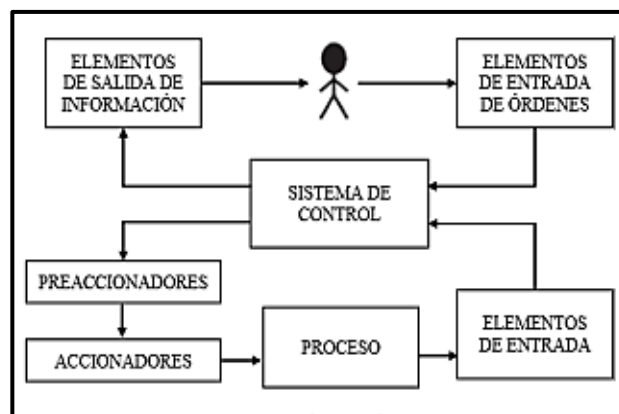 ELEMENTOS
DE SALIDA DE
INFORMACIÓN
ELEMENTOS
DE ENTRADA
DE ÓRDENES
SISTEMA DE
CONTROL
PREACCIONADORES
ACCIONADORES
PROCESO
ELEMENTOS
DE ENTRADA